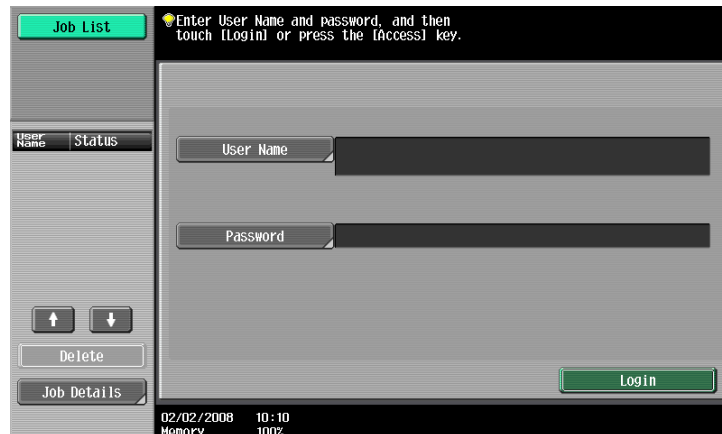 Job List
Enter User Name and password, and then
touch [Login] or press the [Access] key.
User Name
Status
User Name
Password
Delete
Job Details
Login
02/02/2008 10:10
Memory 100%